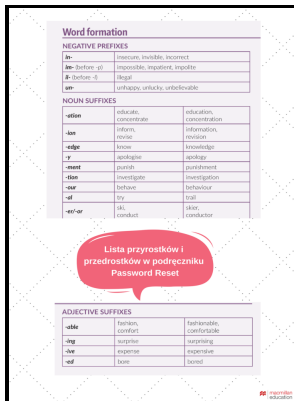 Word formation
NEGATIVE PREFIXES
in- insecure, invisible, incorrect
im- (before -p) impossible, impatient, impolite
il- (before -l) illegal
un- unhappy, unlucky, unbelievable
NOUN SUFFIXES
-ation educate, education,
concentrate concentration
-ion inform, information,
revise revision
-edge know knowledge
-y apologise apology
-ment punish punishment
-tion investigate investigation
-our behave behaviour
-al try trail
-er/-or ski, skier,
conduct conductor
Lista przyrostków i
przedrostków w podręczniku
Password Reset
ADJECTIVE SUFFIXES
-able fashion, fashionable,
comfort comfortable
-ing surprise surprising
-ive expense expensive
-ed bore bored
macmillan
education